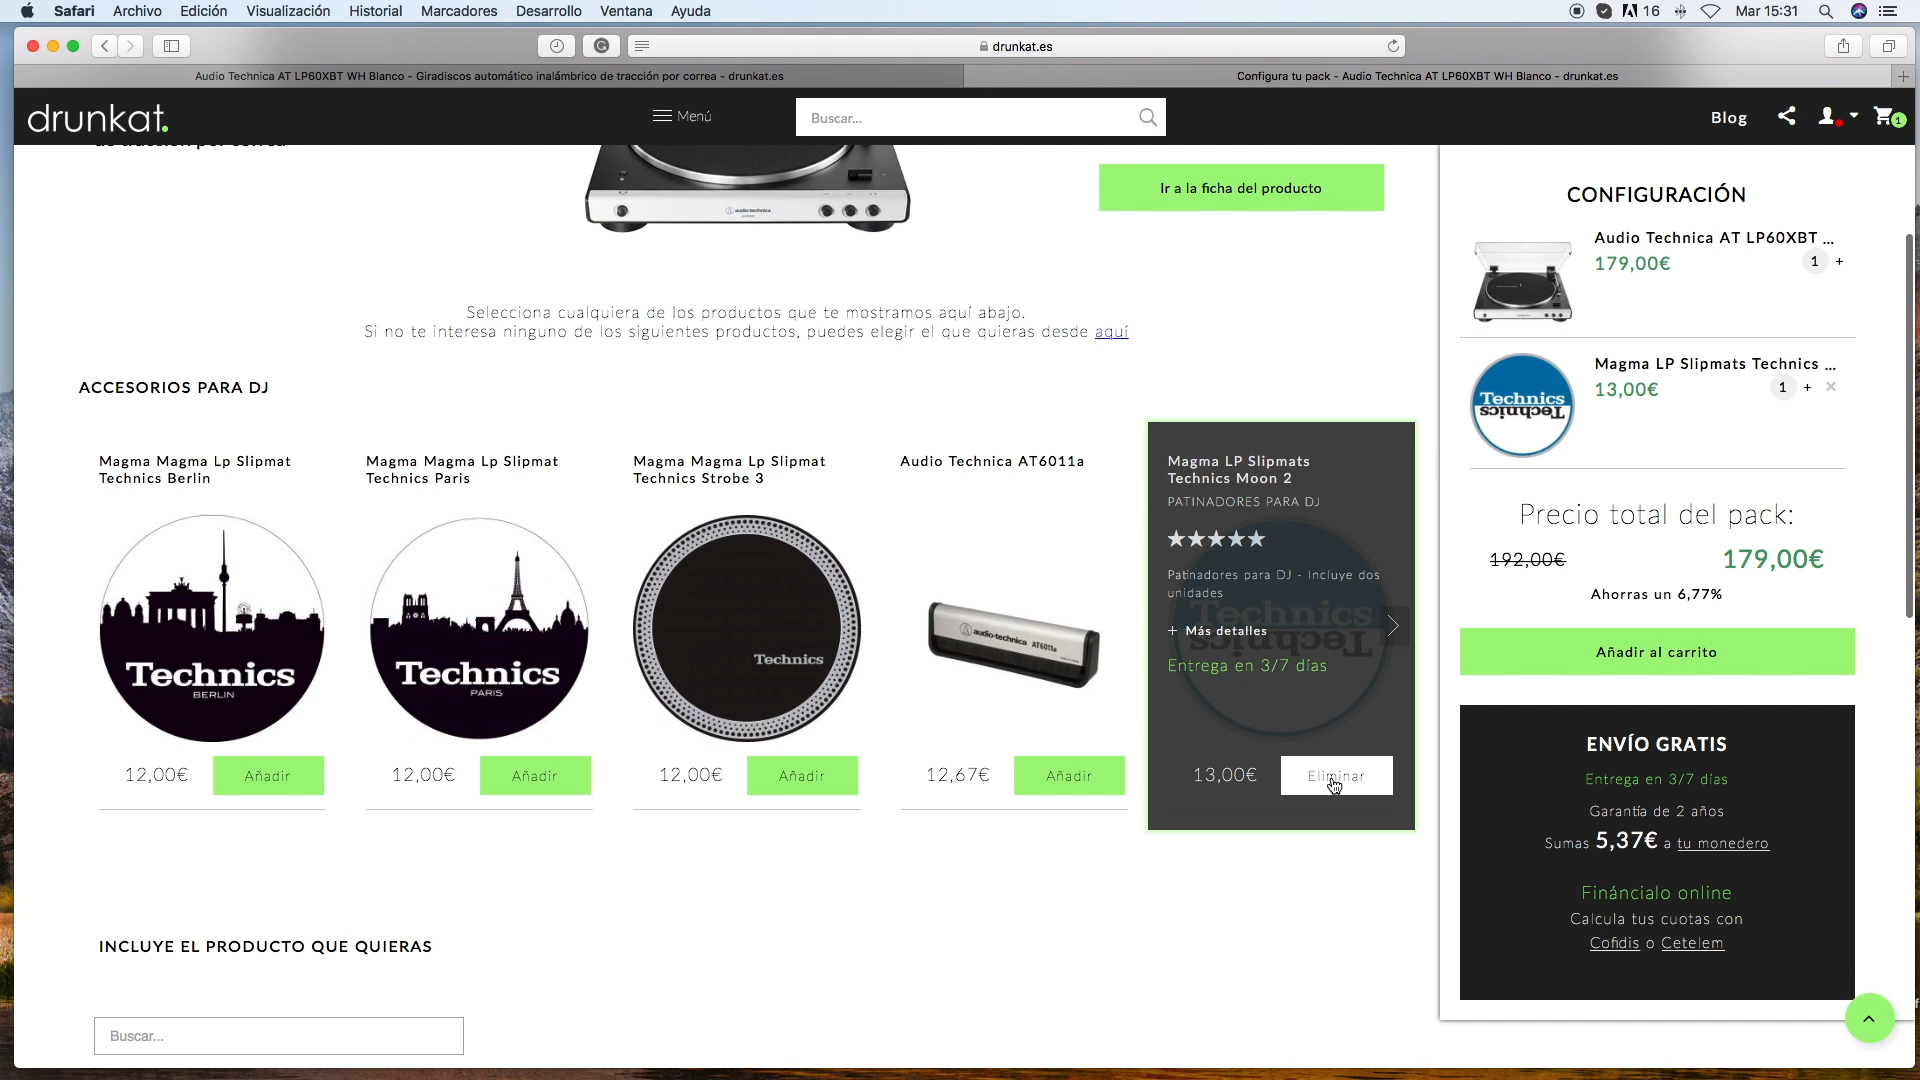 Safari Archivo Edición Visualización Historial Marcadores Desarrollo Ventana Ayuda
16 Mar 15:31
drunkat.es
Audio Technica AT LP60XBT WH Blanco - Giradiscos automático inalámbrico de tracción por correa - drunkat.es
Configura tu pack - Audio Technica AT LP60XBT WH Blanco - drunkat.es
drunkat.
Menú
Buscar...
Blog
1
audio-technica
Ir a la ficha del producto
Selecciona cualquiera de los productos que te mostramos aquí abajo.
Si no te interesa ninguno de los siguientes productos, puedes elegir el que quieras desde aquí
ACCESORIOS PARA DJ
Magma Magma Lp Slipmat
Technics Berlin
Technics
BERLIN
12,00€ Añadir
Magma Magma Lp Slipmat
Technics Paris
Technics
PARIS
12,00€ Añadir
Magma Magma Lp Slipmat
Technics Strobe 3
Technics
12,00€ Añadir
Audio Technica AT6011a
audio-technica AT6011a
12,67€ Añadir
Magma LP Slipmats
Technics Moon 2
PATINADORES PARA DJ
Patinadores para DJ - Incluye dos
unidades
Technics
Technics
+ Más detalles
Entrega en 3/7 días
13,00€ Eliminar
INCLUYE EL PRODUCTO QUE QUIERAS
Buscar...
CONFIGURACIÓN
Audio Technica AT LP60XBT ...
179,00€ 1 +
Magma LP Slipmats Technics ...
13,00€ 1 + ×
Technics
Technics
Precio total del pack:
192,00€ 179,00€
Ahorras un 6,77%
Añadir al carrito
ENVÍO GRATIS
Entrega en 3/7 días
Garantía de 2 años
Sumas 5,37€ a tu monedero
Fináncialo online
Calcula tus cuotas con
Cofidis o Cetelem